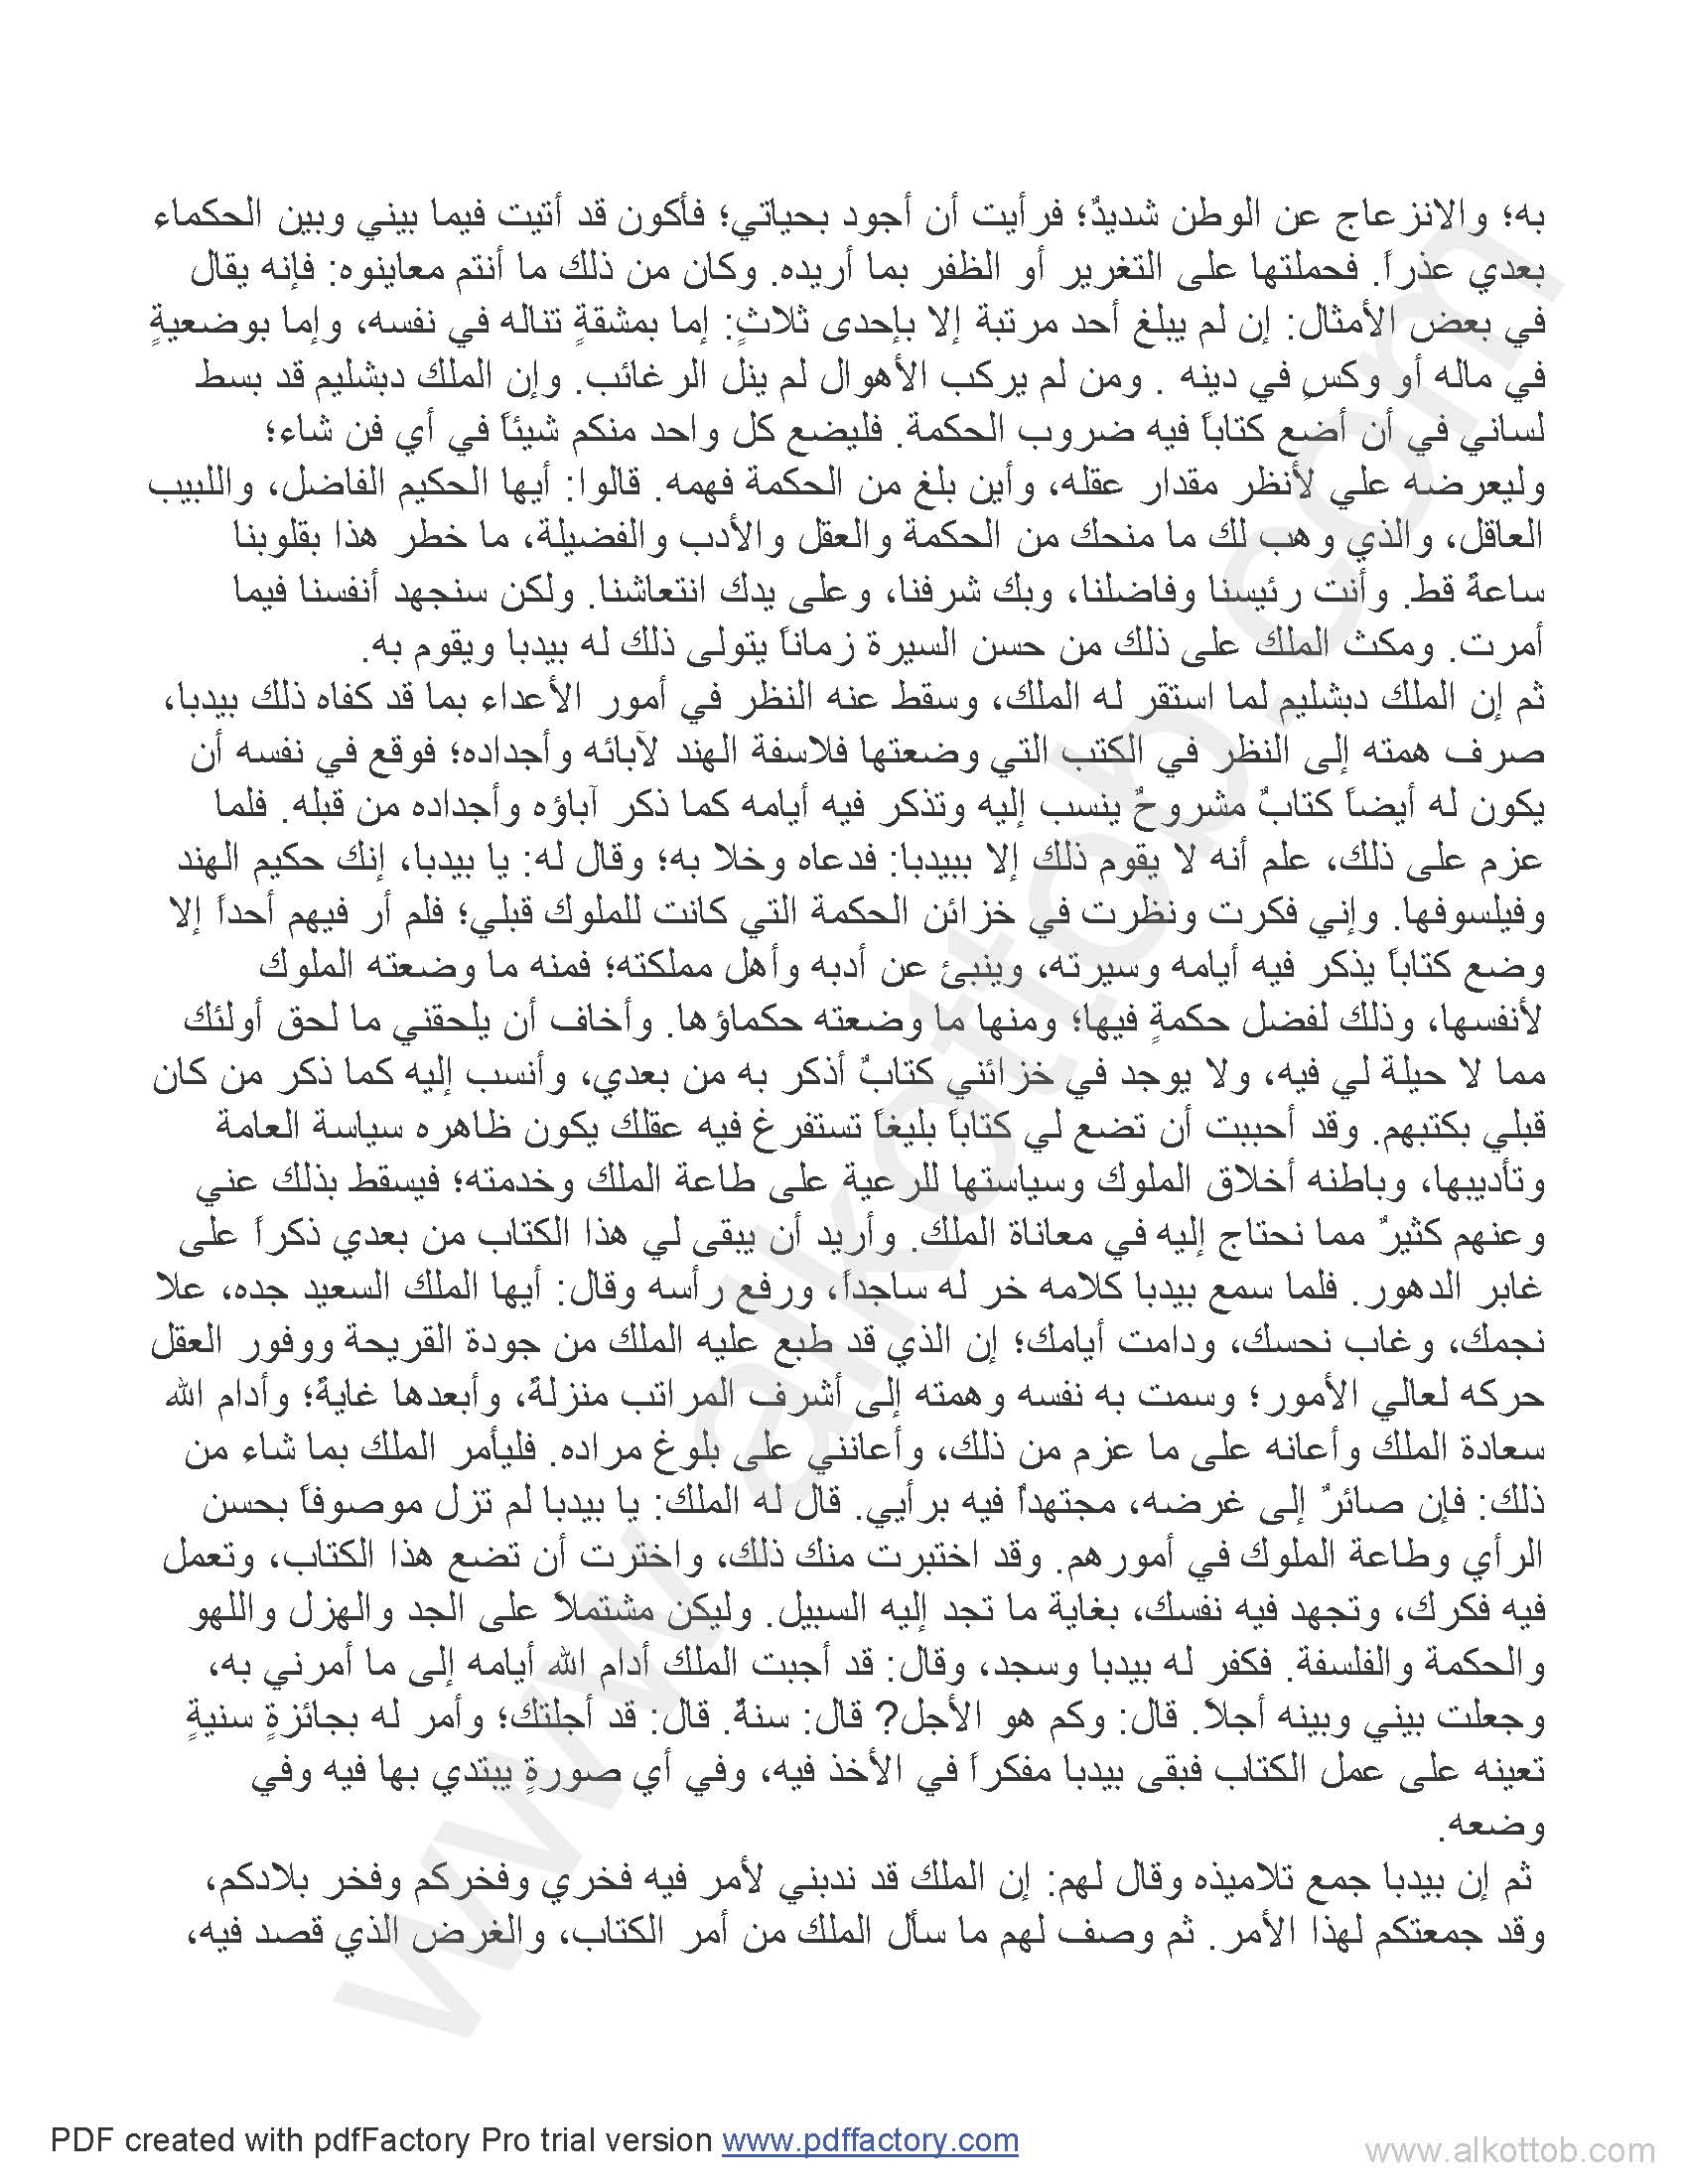 به؛ والانزعاج عن الوطن شديدٌ؛ فرأيت أن أجود بحياتي؛ فأكون قد أتيت فيما بيني وبين الحكماء
بعدي عذراً. فحملتها على التغرير أو الظفر بما أريده. وكان من ذلك ما أنتم معاينوه: فإنه يقال
في بعض الأمثال: إن لم يبلغ أحد مرتبة إلا بإحدى ثلاثٍ: إما بمشقةٍ تناله في نفسه، وإما بوضعيةٍ
في ماله أو وكسٍ في دينه . ومن لم يركب الأهوال لم ينل الرغائب. وإن الملك دبشليم قد بسط
لساني في أن أضع كتاباً فيه ضروب الحكمة. فليضع كل واحد منكم شيئاً في أي فن شاء؛
وليعرضه علي لأنظر مقدار عقله، وأين بلغ من الحكمة فهمه. قالوا: أيها الحكيم الفاضل، واللبيب
العاقل، والذي وهب لك ما منحك من الحكمة والعقل والأدب والفضيلة، ما خطر هذا بقلوبنا
ساعةً قط. وأنت رئيسنا وفاضلنا، وبك شرفنا، وعلى يدك انتعاشنا. ولكن سنجهد أنفسنا فيما
أمرت. ومكث الملك على ذلك من حسن السيرة زماناً يتولى ذلك له بيدبا ويقوم به.
ثم إن الملك دبشليم لما استقر له الملك، وسقط عنه النظر في أمور الأعداء بما قد كفاه ذلك بيدبا،
صرف همته إلى النظر في الكتب التي وضعتها فلاسفة الهند لآبائه وأجداده؛ فوقع في نفسه أن
يكون له أيضاً كتابٌ مشروحٌ ينسب إليه وتذكر فيه أيامه كما ذكر آباؤه وأجداده من قبله. فلما
عزم على ذلك، علم أنه لا يقوم ذلك إلا ببيدبا: فدعاه وخلا به؛ وقال له: يا بيدبا، إنك حكيم الهند
وفيلسوفها. وإني فكرت ونظرت في خزائن الحكمة التي كانت للملوك قبلي؛ فلم أر فيهم أحداً إلا
وضع كتاباً يذكر فيه أيامه وسيرته، وينبئ عن أدبه وأهل مملكته؛ فمنه ما وضعته الملوك
لأنفسها، وذلك لفضل حكمةٍ فيها؛ ومنها ما وضعته حكماؤها. وأخاف أن يلحقني ما لحق أولئك
مما لا حيلة لي فيه، ولا يوجد في خزائني كتابٌ أذكر به من بعدي، وأنسب إليه كما ذكر من كان
قبلي بكتبهم. وقد أحببت أن تضع لي كتاباً بليغاً تستفرغ فيه عقلك يكون ظاهره سياسة العامة
وتأديبها، وباطنه أخلاق الملوك وسياستها للرعية على طاعة الملك وخدمته؛ فيسقط بذلك عني
وعنهم كثيرٌ مما نحتاج إليه في معاناة الملك. وأريد أن يبقى لي هذا الكتاب من بعدي ذكراً على
غابر الدهور. فلما سمع بيدبا كلامه خر له ساجداً، ورفع رأسه وقال: أيها الملك السعيد جده، علا
نجمك، وغاب نحسك، ودامت أيامك؛ إن الذي قد طبع عليه الملك من جودة القريحة ووفور العقل
حركه لعالي الأمور؛ وسمت به نفسه وهمته إلى أشرف المراتب منزلةً، وأبعدها غايةً؛ وأدام الله
سعادة الملك وأعانه على ما عزم من ذلك، وأعانني على بلوغ مراده. فليأمر الملك بما شاء من
ذلك: فإن صائرٌ إلى غرضه، مجتهداً فيه برأيي. قال له الملك: يا بيدبا لم تزل موصوفاً بحسن
الرأي وطاعة الملوك في أمورهم. وقد اختبرت منك ذلك، واخترت أن تضع هذا الكتاب، وتعمل
فيه فكرك، وتجهد فيه نفسك، بغاية ما تجد إليه السبيل. وليكن مشتملاً على الجد والهزل واللهو
والحكمة والفلسفة. فكفر له بيدبا وسجد، وقال: قد أجبت الملك أدام الله أيامه إلى ما أمرني به،
وجعلت بيني وبينه أجلاً. قال: وكم هو الأجل? قال: سنةٌ. قال: قد أجلتك؛ وأمر له بجائزةٍ سنيةٍ
تعينه على عمل الكتاب فبقى بيدبا مفكراً في الأخذ فيه، وفي أي صورةٍ يبتدي بها فيه وفي
وضعه.
ثم إن بيدبا جمع تلاميذه وقال لهم: إن الملك قد ندبني لأمر فيه فخري وفخركم وفخر بلادكم،
وقد جمعتكم لهذا الأمر. ثم وصف لهم ما سأل الملك من أمر الكتاب، والغرض الذي قصد فيه،
www.alkottob.com
PDF created with pdfFactory Pro trial version www.pdffactory.com
www.alkottob.com